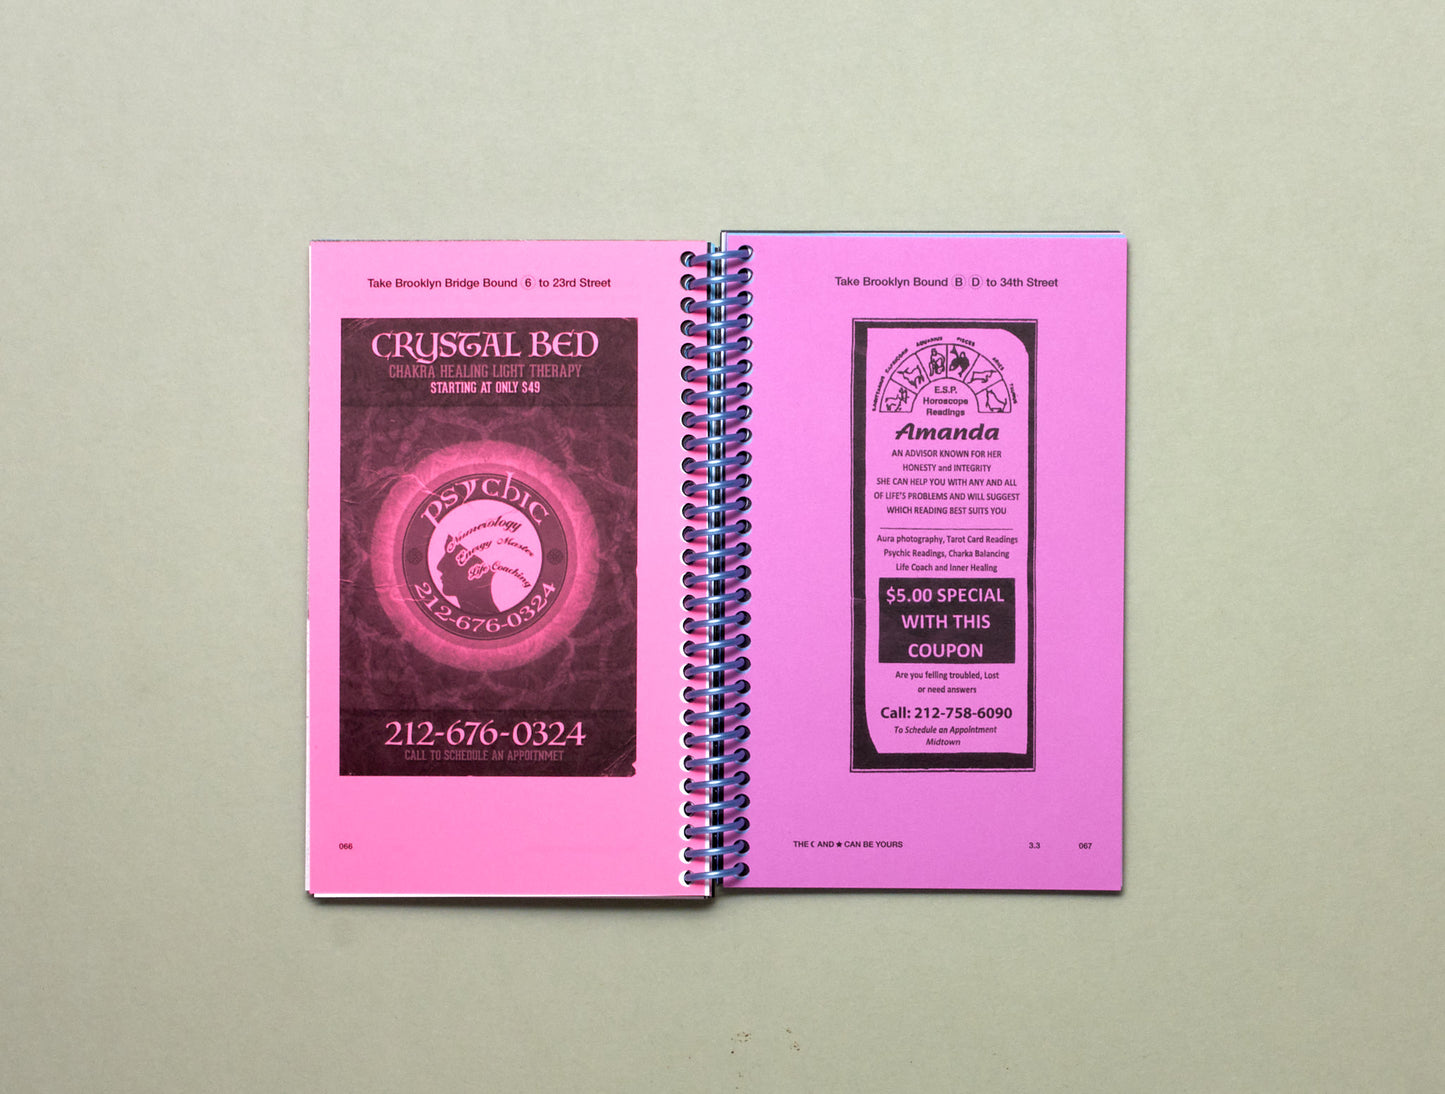 Take Brooklyn Bridge Bound 6 to 23rd Street
CRYSTAL BED
CHAKRA HEALING LIGHT THERAPY
STARTING AT ONLY $49
PSYCHIC
Numerology
Energy Master
Life Coaching
212-676-0324
212-676-0324
CALL TO SCHEDULE AN APPOITNMET
066
Take Brooklyn Bound B D to 34th Street
SAGITTARIUS CAPRICORN AQUARIUS PISCES ARIES TAURUS
E.S.P.
Horoscope
Readings
Amanda
AN ADVISOR KNOWN FOR HER
HONESTY and INTEGRITY
SHE CAN HELP YOU WITH ANY AND ALL
OF LIFE'S PROBLEMS AND WILL SUGGEST
WHICH READING BEST SUITS YOU
Aura photography, Tarot Card Readings
Psychic Readings, Charka Balancing
Life Coach and Inner Healing
$5.00 SPECIAL
WITH THIS
COUPON
Are you felling troubled, Lost
or need answers
Call: 212-758-6090
To Schedule an Appointment
Midtown
THE ☾ AND ★ CAN BE YOURS 3.3 067